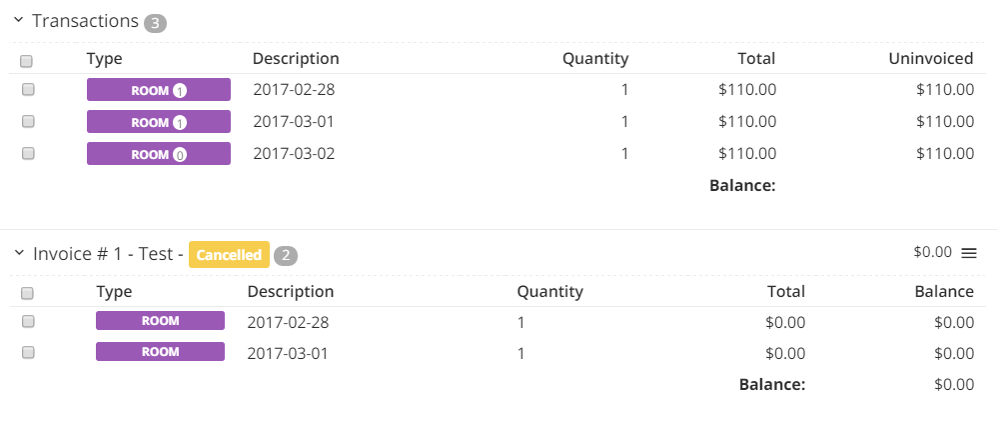 Transactions 3
Type Description Quantity Total Uninvoiced
ROOM 1 2017-02-28 1 $110.00 $110.00
ROOM 1 2017-03-01 1 $110.00 $110.00
ROOM 0 2017-03-02 1 $110.00 $110.00
Balance:
Invoice # 1 - Test - Cancelled 2 $0.00
Type Description Quantity Total Balance
ROOM 2017-02-28 1 $0.00 $0.00
ROOM 2017-03-01 1 $0.00 $0.00
Balance: $0.00